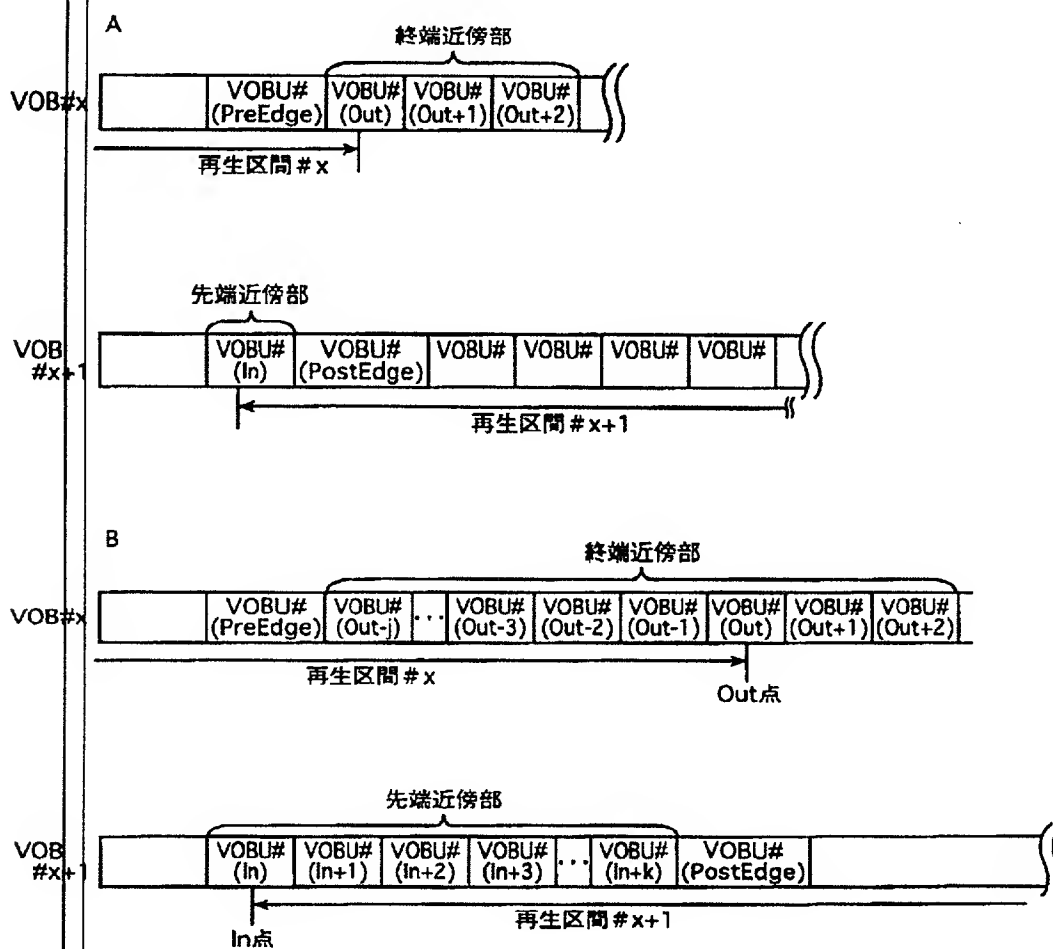 A
終端近傍部
VOB#x
VOBU# (PreEdge)
VOBU# (Out)
VOBU# (Out+1)
VOBU# (Out+2)
再生区間#x
先端近傍部
VOB #x+1
VOBU# (In)
VOBU# (PostEdge)
VOBU#
VOBU#
VOBU#
VOBU#
再生区間#x+1
B
終端近傍部
VOB#x
VOBU# (PreEdge)
VOBU# (Out-j)
...
VOBU# (Out-3)
VOBU# (Out-2)
VOBU# (Out-1)
VOBU# (Out)
VOBU# (Out+1)
VOBU# (Out+2)
再生区間#x
Out点
先端近傍部
VOB #x+1
VOBU# (In)
VOBU# (In+1)
VOBU# (In+2)
VOBU# (In+3)
...
VOBU# (In+k)
VOBU# (PostEdge)
再生区間#x+1
In点